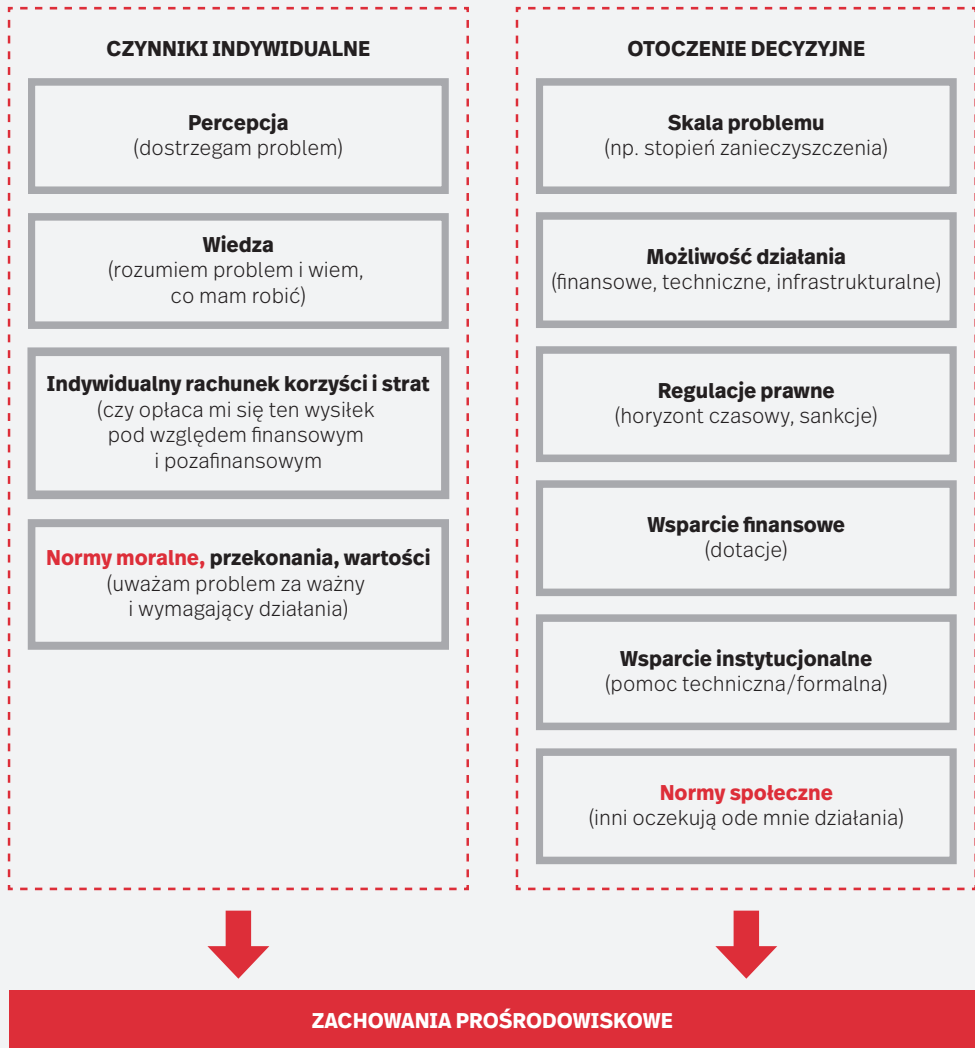 CZYNNIKI INDYWIDUALNE
Percepcja
(dostrzegam problem)
Wiedza
(rozumiem problem i wiem,
co mam robić)
Indywidualny rachunek korzyści i strat
(czy opłaca mi się ten wysiłek
pod względem finansowym
i pozafinansowym
Normy moralne, przekonania, wartości
(uważam problem za ważny
i wymagający działania)
OTOCZENIE DECYZYJNE
Skala problemu
(np. stopień zanieczyszczenia)
Możliwość działania
(finansowe, techniczne, infrastrukturalne)
Regulacje prawne
(horyzont czasowy, sankcje)
Wsparcie finansowe
(dotacje)
Wsparcie instytucjonalne
(pomoc techniczna/formalna)
Normy społeczne
(inni oczekują ode mnie działania)
ZACHOWANIA PROŚRODOWISKOWE